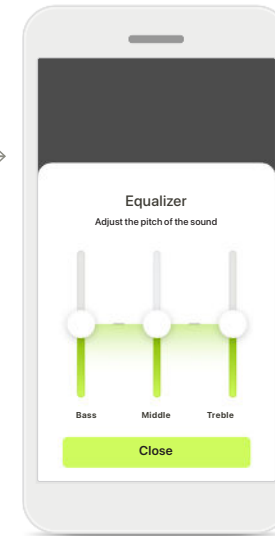 Equalizer
Adjust the pitch of the sound
Bass Middle Treble
Close